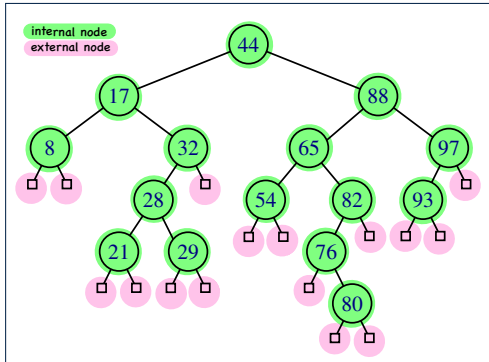 internal node
external node
44
17 88
8 32 65 97
28 54 82 93
21 29 76
80